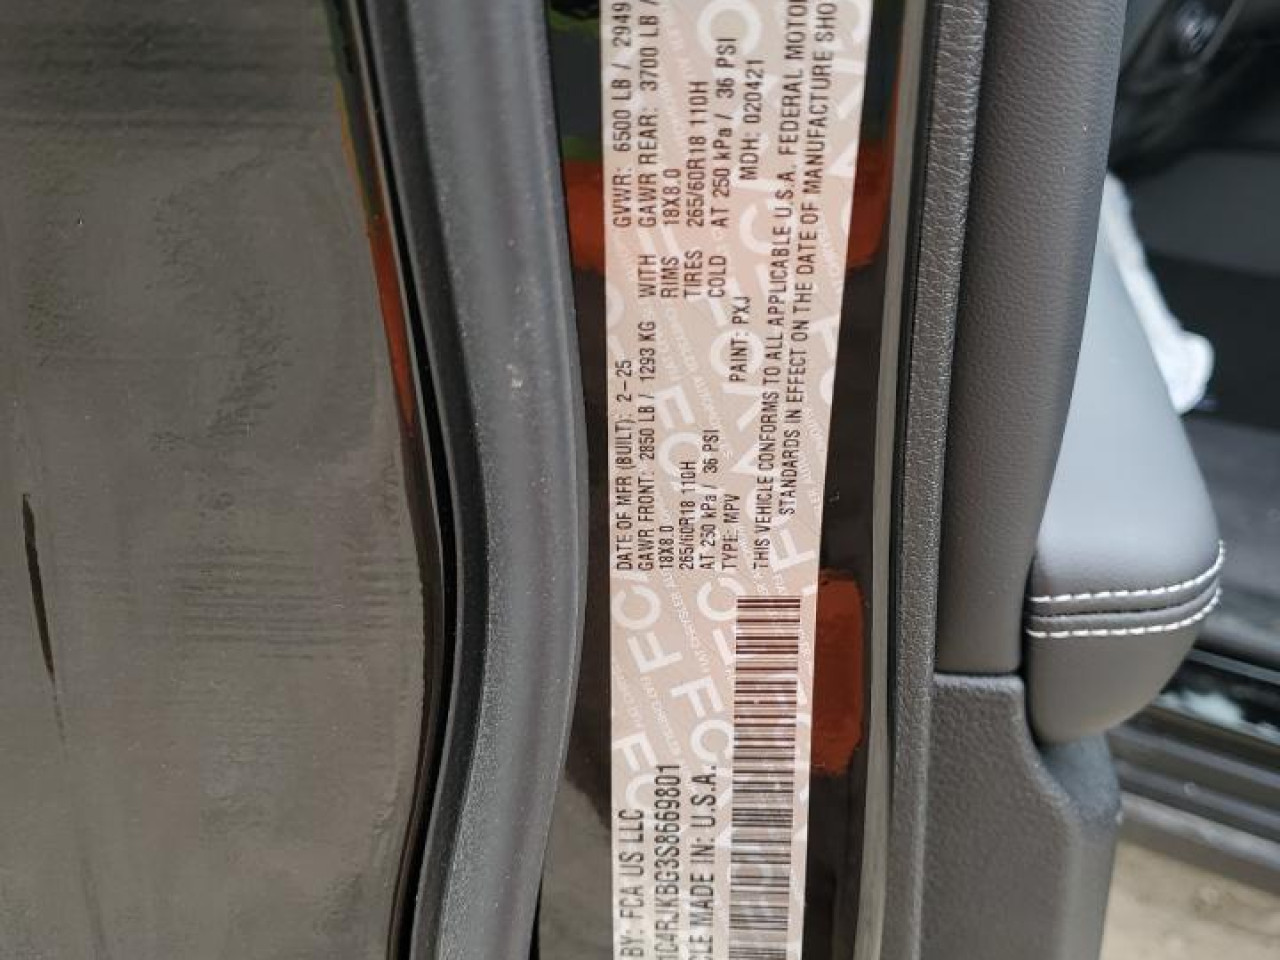 BY: FCA US LLC
DATE OF MFR (BUILT): 2-25 GVWR: 6500 LB / 2949
GAWR FRONT: 2850 LB / 1293 KG WITH GAWR REAR: 3700 LB /
18X8.0 RIMS 18X8.0
265/60R18 110H TIRES 265/60R18 110H
AT 250 kPa / 36 PSI COLD AT 250 kPa / 36 PSI
TYPE: MPV PAINT: PXJ MDH: 020421
THIS VEHICLE CONFORMS TO ALL APPLICABLE U.S.A. FEDERAL MOTOR
STANDARDS IN EFFECT ON THE DATE OF MANUFACTURE SHO
1C4RJKBG3S8669801
CLE MADE IN: U.S.A.